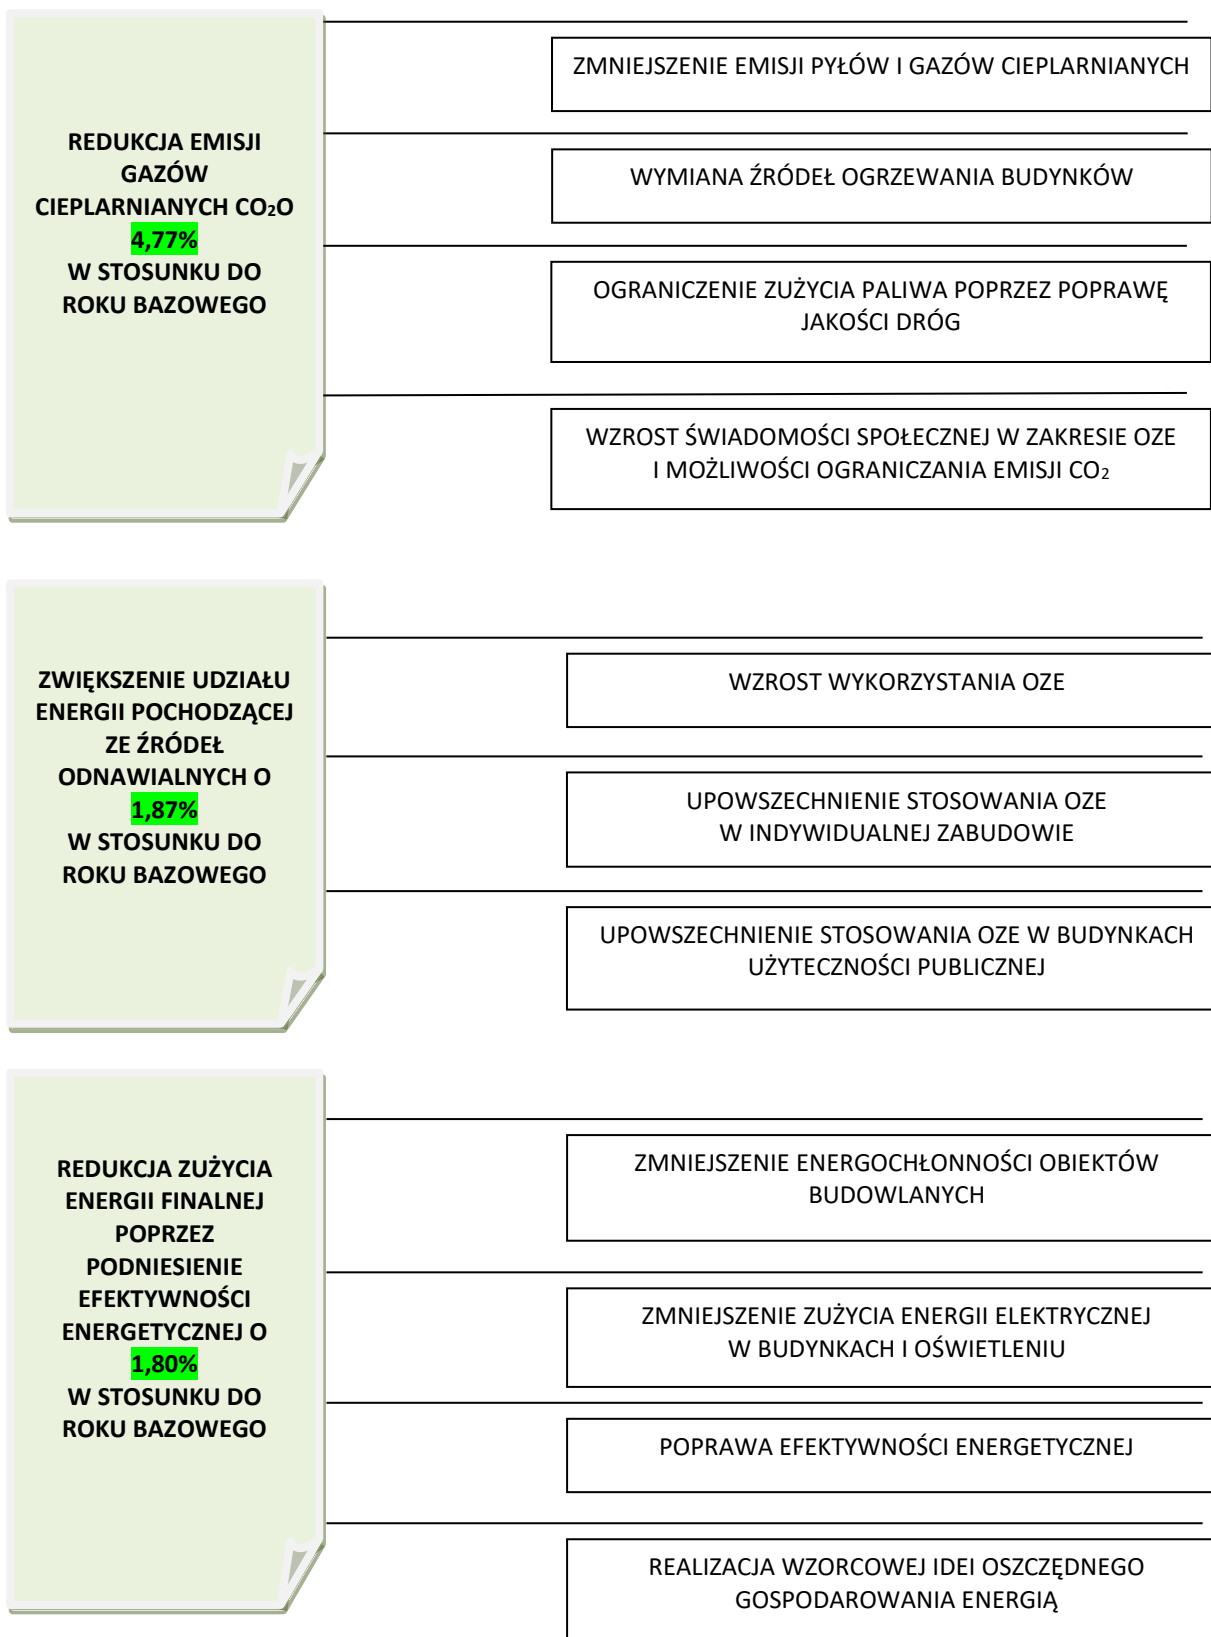 REDUKCJA EMISJI
GAZÓW
CIEPLARNIANYCH CO₂O
4,77%
W STOSUNKU DO
ROKU BAZOWEGO
ZMNIEJSZENIE EMISJI PYŁÓW I GAZÓW CIEPLARNIANYCH
WYMIANA ŹRÓDEŁ OGRZEWANIA BUDYNKÓW
OGRANICZENIE ZUŻYCIA PALIWA POPRZEZ POPRAWĘ
JAKOŚCI DRÓG
WZROST ŚWIADOMOŚCI SPOŁECZNEJ W ZAKRESIE OZE
I MOŻLIWOŚCI OGRANICZANIA EMISJI CO₂
ZWIĘKSZENIE UDZIAŁU
ENERGII POCHODZĄCEJ
ZE ŹRÓDEŁ
ODNAWIALNYCH O
1,87%
W STOSUNKU DO
ROKU BAZOWEGO
WZROST WYKORZYSTANIA OZE
UPOWSZECHNIENIE STOSOWANIA OZE
W INDYWIDUALNEJ ZABUDOWIE
UPOWSZECHNIENIE STOSOWANIA OZE W BUDYNKACH
UŻYTECZNOŚCI PUBLICZNEJ
REDUKCJA ZUŻYCIA
ENERGII FINALNEJ
POPRZEZ
PODNIESIENIE
EFEKTYWNOŚCI
ENERGETYCZNEJ O
1,80%
W STOSUNKU DO
ROKU BAZOWEGO
ZMNIEJSZENIE ENERGOCHŁONNOŚCI OBIEKTÓW
BUDOWLANYCH
ZMNIEJSZENIE ZUŻYCIA ENERGII ELEKTRYCZNEJ
W BUDYNKACH I OŚWIETLENIU
POPRAWA EFEKTYWNOŚCI ENERGETYCZNEJ
REALIZACJA WZORCOWEJ IDEI OSZCZĘDNEGO
GOSPODAROWANIA ENERGIĄ